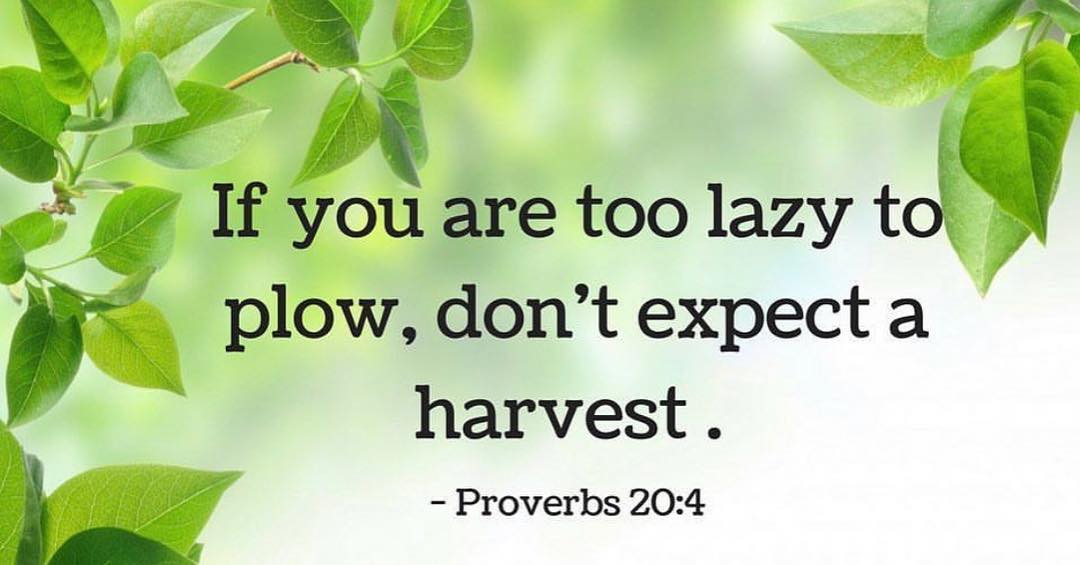 If you are too lazy to
plow, don’t expect a
harvest .
- Proverbs 20:4